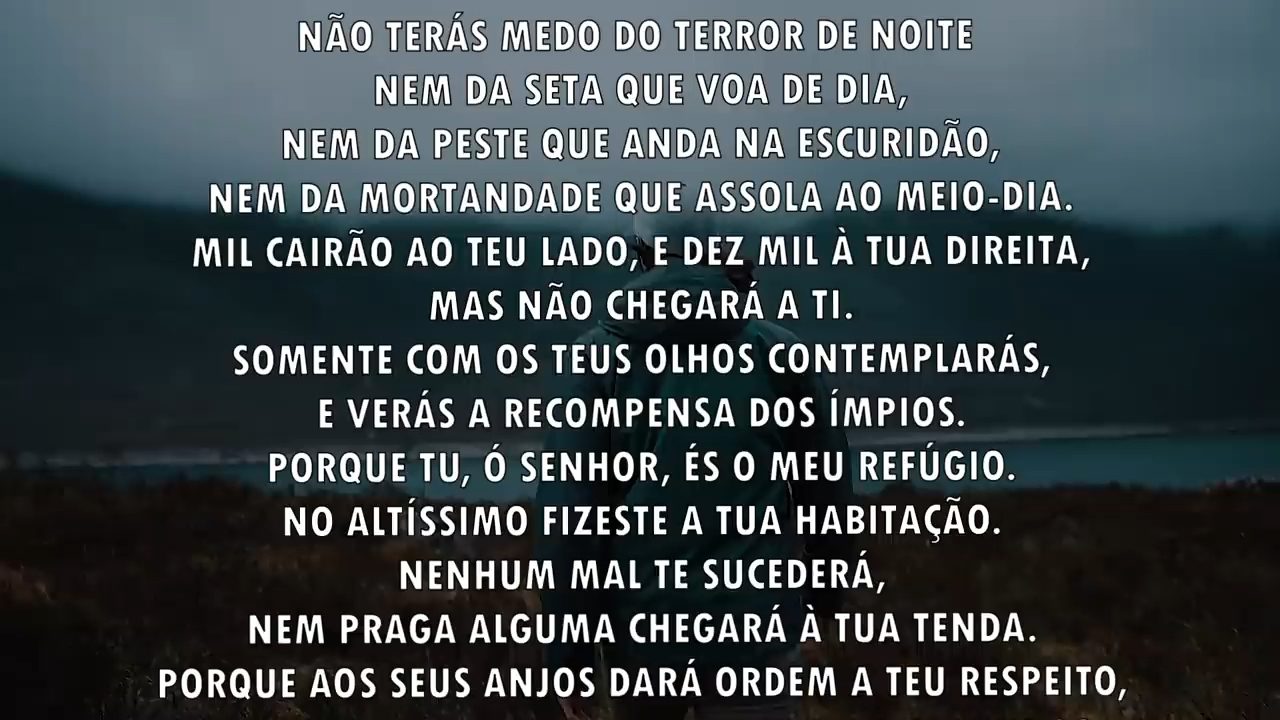 NÃO TERÁS MEDO DO TERROR DE NOITE
NEM DA SETA QUE VOA DE DIA,
NEM DA PESTE QUE ANDA NA ESCURIDÃO,
NEM DA MORTANDADE QUE ASSOLA AO MEIO-DIA.
MIL CAIRÃO AO TEU LADO, E DEZ MIL À TUA DIREITA,
MAS NÃO CHEGARÁ A TI.
SOMENTE COM OS TEUS OLHOS CONTEMPLARÁS,
E VERÁS A RECOMPENSA DOS ÍMPIOS.
PORQUE TU, Ó SENHOR, ÉS O MEU REFÚGIO.
NO ALTÍSSIMO FIZESTE A TUA HABITAÇÃO.
NENHUM MAL TE SUCEDERÁ,
NEM PRAGA ALGUMA CHEGARÁ À TUA TENDA.
PORQUE AOS SEUS ANJOS DARÁ ORDEM A TEU RESPEITO,